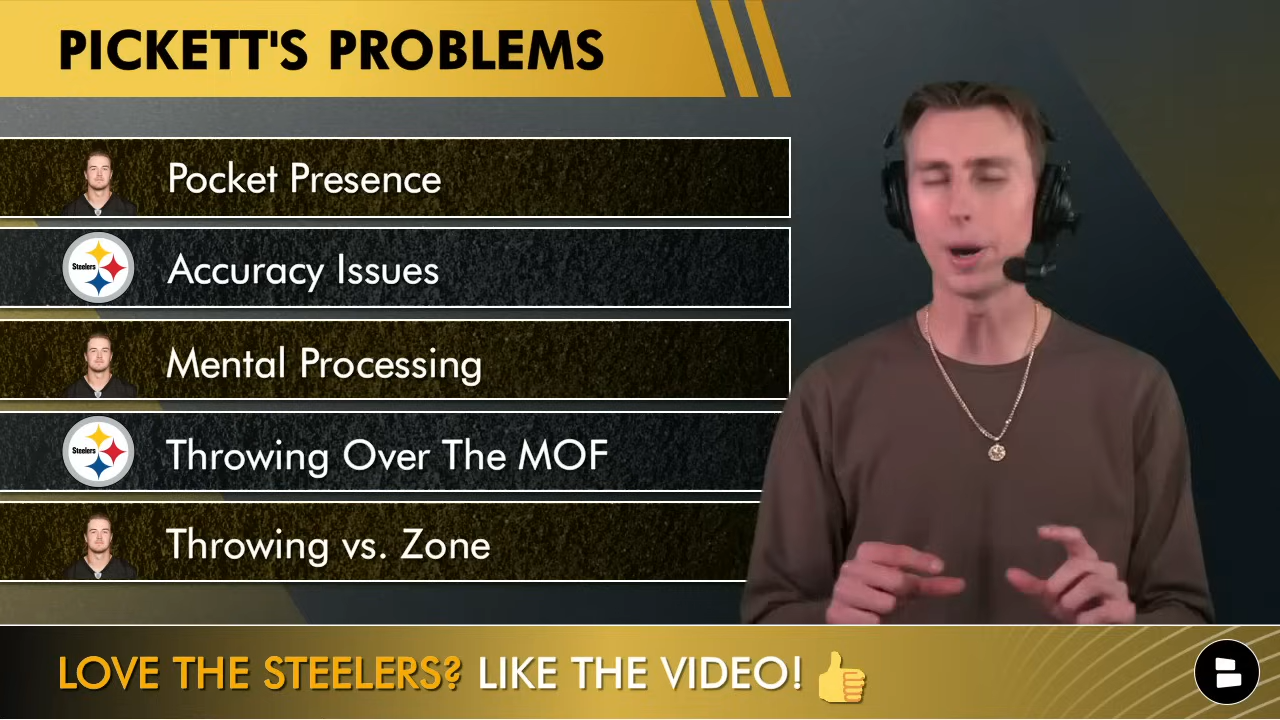 PICKETT'S PROBLEMS
Pocket Presence
Steelers
Accuracy Issues
Mental Processing
Steelers
Throwing Over The MOF
Throwing vs. Zone
LOVE THE STEELERS? LIKE THE VIDEO!